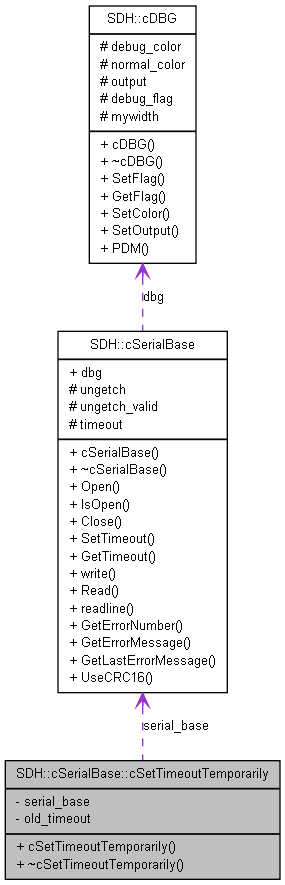 SDH::cDBG
# debug_color
# normal_color
# output
# debug_flag
# mywidth
+ cDBG()
+ ~cDBG()
+ SetFlag()
+ GetFlag()
+ SetColor()
+ SetOutput()
+ PDM()
dbg
SDH::cSerialBase
+ dbg
# ungetch
# ungetch_valid
# timeout
+ cSerialBase()
+ ~cSerialBase()
+ Open()
+ IsOpen()
+ Close()
+ SetTimeout()
+ GetTimeout()
+ write()
+ Read()
+ readline()
+ GetErrorNumber()
+ GetErrorMessage()
+ GetLastErrorMessage()
+ UseCRC16()
serial_base
SDH::cSerialBase::cSetTimeoutTemporarily
- serial_base
- old_timeout
+ cSetTimeoutTemporarily()
+ ~cSetTimeoutTemporarily()